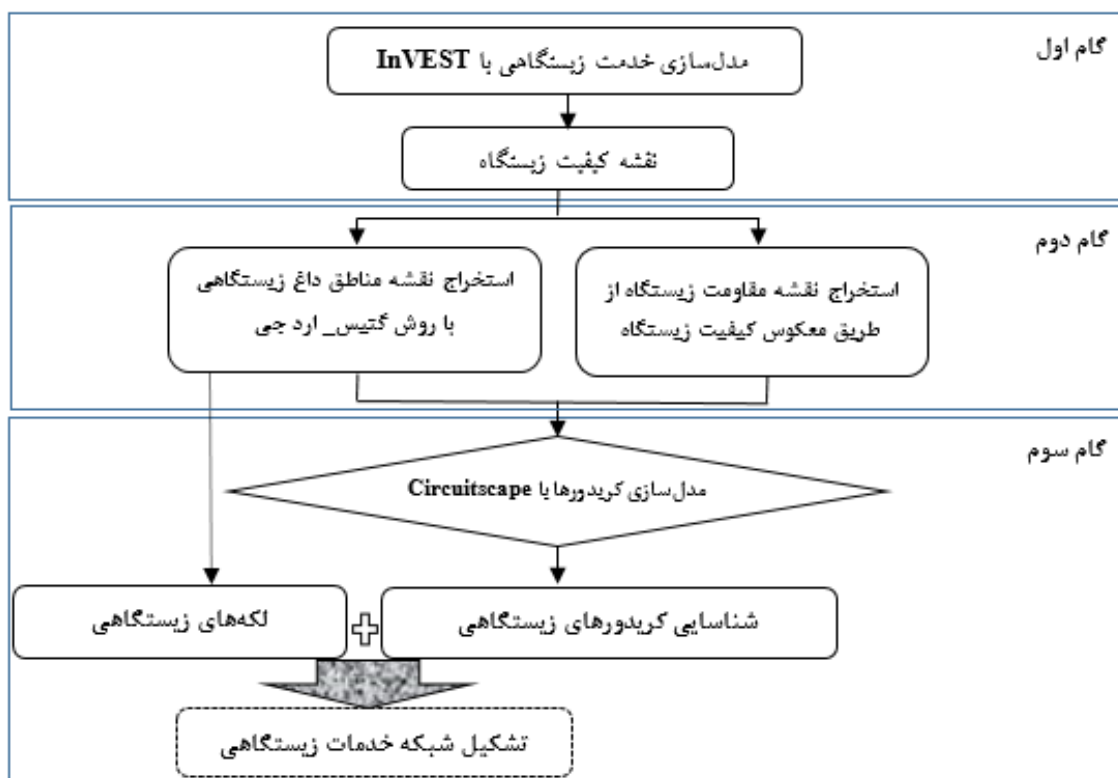 گام اول
مدل‌سازی خدمت زیستگاهی با InVEST
نقشه کیفیت زیستگاه
گام دوم
استخراج نقشه مقاومت زیستگاه از
طریق معکوس کیفیت زیستگاه
استخراج نقشه مناطق داغ زیستگاهی
با روش گتیس_ ارد جی
گام سوم
مدل‌سازی کریدورها با Circuitscape
شناسایی کریدورهای زیستگاهی
لکه‌های زیستگاهی
تشکیل شبکه خدمات زیستگاهی